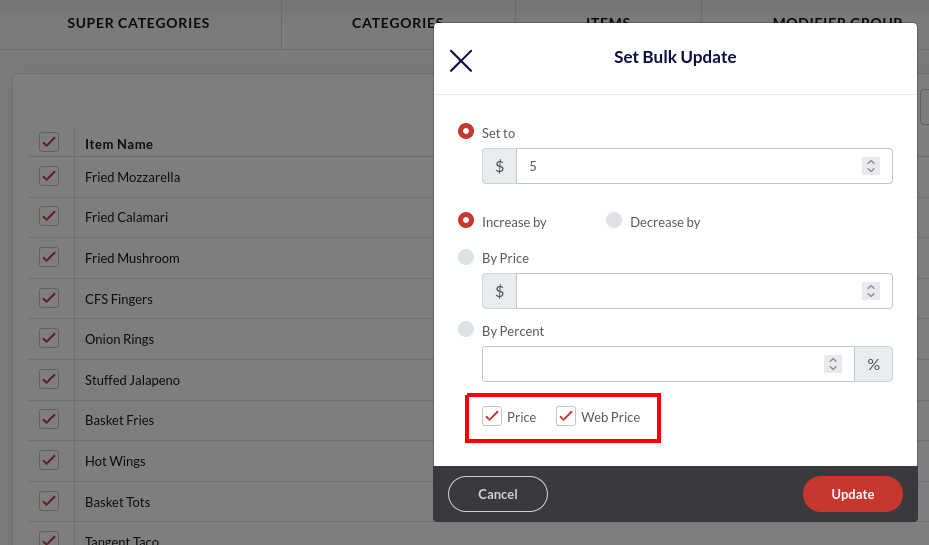 SUPER CATEGORIES
CATEGORIES
ITEMS
MODIFIER GROUP
Set Bulk Update
Item Name
Fried Mozzarella
Fried Calamari
Fried Mushroom
CFS Fingers
Onion Rings
Stuffed Jalapeno
Basket Fries
Hot Wings
Basket Tots
Tangent Taco
Set to
$ 5
Increase by Decrease by
By Price
$
By Percent
%
Price Web Price
Cancel Update